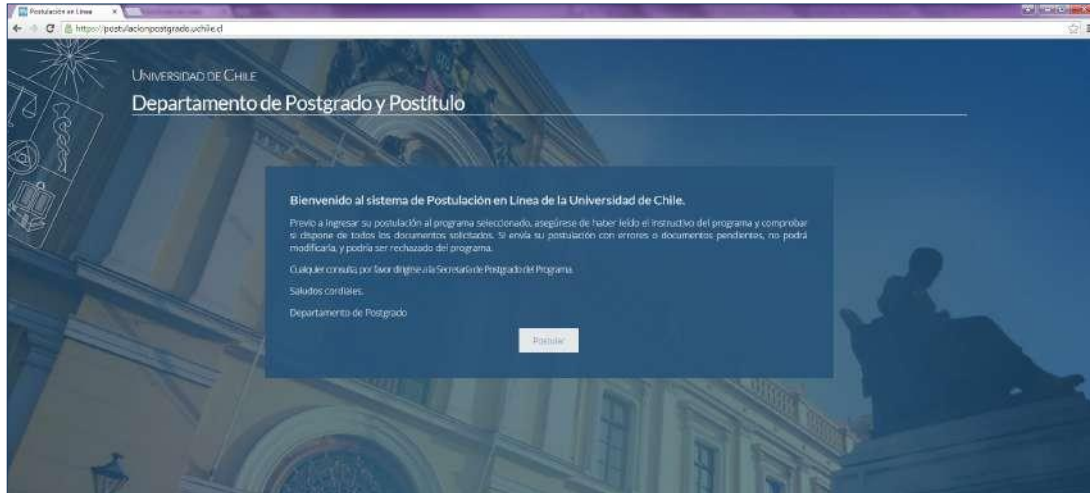 Postulación en Línea
https://postulacionpostgrado.uchile.cl
UNIVERSIDAD DE CHILE
Departamento de Postgrado y Postítulo
Bienvenido al sistema de Postulación en Línea de la Universidad de Chile.
Previo a ingresar su postulación al programa seleccionado, asegúrese de haber leído el instructivo del programa y comprobar
si dispone de todos los documentos solicitados. Si envía su postulación con errores o documentos pendientes, no podrá
modificarla, y podría ser rechazado del programa.
Cualquier consulta, por favor dirigirse a la Secretaría de Postgrado del Programa.
Saludos cordiales.
Departamento de Postgrado
Postular